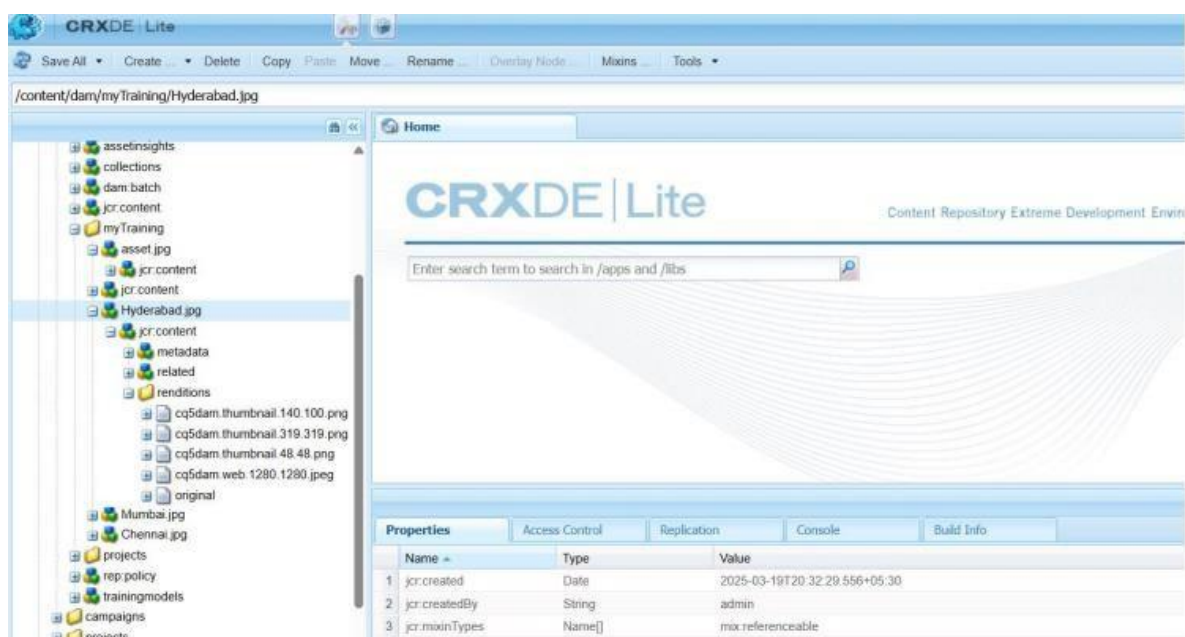 CRXDE | Lite
Save All Create ... Delete Copy Paste Move ... Rename ... Overlay Node ... Mixins ... Tools
/content/dam/myTraining/Hyderabad.jpg
assetinsights
collections
dam:batch
jcr:content
myTraining
asset.jpg
jcr:content
jcr:content
Hyderabad.jpg
jcr:content
metadata
related
renditions
cq5dam.thumbnail.140.100.png
cq5dam.thumbnail.319.319.png
cq5dam.thumbnail.48.48.png
cq5dam.web.1280.1280.jpeg
original
Mumbai.jpg
Chennai.jpg
projects
rep:policy
trainingmodels
campaigns
projects
Home
CRXDE | Lite
Content Repository Extreme Development Envir
Enter search term to search in /apps and /libs
Properties Access Control Replication Console Build Info
Name Type Value
1 jcr:created Date 2025-03-19T20:32:29.556+05:30
2 jcr:createdBy String admin
3 jcr:mixinTypes Name[] mix:referenceable